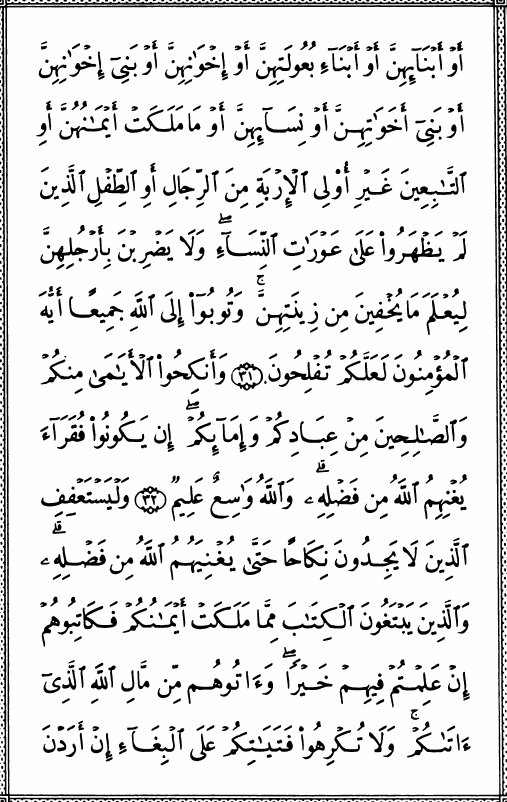 أَوۡ أَبۡنَآئِهِنَّ أَوۡ أَبۡنَآءِ بُعُولَتِهِنَّ أَوۡ إِخۡوَٰنِهِنَّ أَوۡ بَنِيٓ إِخۡوَٰنِهِنَّ
أَوۡ بَنِيٓ أَخَوَٰتِهِنَّ أَوۡ نِسَآئِهِنَّ أَوۡ مَا مَلَكَتۡ أَيۡمَٰنُهُنَّ أَوِ
ٱلتَّٰبِعِينَ غَيۡرِ أُوْلِي ٱلۡإِرۡبَةِ مِنَ ٱلرِّجَالِ أَوِ ٱلطِّفۡلِ ٱلَّذِينَ
لَمۡ يَظۡهَرُواْ عَلَىٰ عَوۡرَٰتِ ٱلنِّسَآءِۖ وَلَا يَضۡرِبۡنَ بِأَرۡجُلِهِنَّ
لِيُعۡلَمَ مَا يُخۡفِينَ مِن زِينَتِهِنَّۚ وَتُوبُوٓاْ إِلَى ٱللَّهِ جَمِيعًا أَيُّهَ
ٱلۡمُؤۡمِنُونَ لَعَلَّكُمۡ تُفۡلِحُونَ ٣١ وَأَنكِحُواْ ٱلۡأَيَٰمَىٰ مِنكُمۡ
وَٱلصَّٰلِحِينَ مِنۡ عِبَادِكُمۡ وَإِمَآئِكُمۡۖ إِن يَكُونُواْ فُقَرَآءَ
يُغۡنِهِمُ ٱللَّهُ مِن فَضۡلِهِۦۗ وَٱللَّهُ وَٰسِعٌ عَلِيمٞ ٣٢ وَلۡيَسۡتَعۡفِفِ
ٱلَّذِينَ لَا يَجِدُونَ نِكَاحًا حَتَّىٰ يُغۡنِيَهُمُ ٱللَّهُ مِن فَضۡلِهِۦۗ
وَٱلَّذِينَ يَبۡتَغُونَ ٱلۡكِتَٰبَ مِمَّا مَلَكَتۡ أَيۡمَٰنُكُمۡ فَكَاتِبُوهُمۡ
إِنۡ عَلِمۡتُمۡ فِيهِمۡ خَيۡرٗاۖ وَءَاتُوهُم مِّن مَّالِ ٱللَّهِ ٱلَّذِيٓ
ءَاتَىٰكُمۡۚ وَلَا تُكۡرِهُواْ فَتَيَٰتِكُمۡ عَلَى ٱلۡبِغَآءِ إِنۡ أَرَدۡنَ